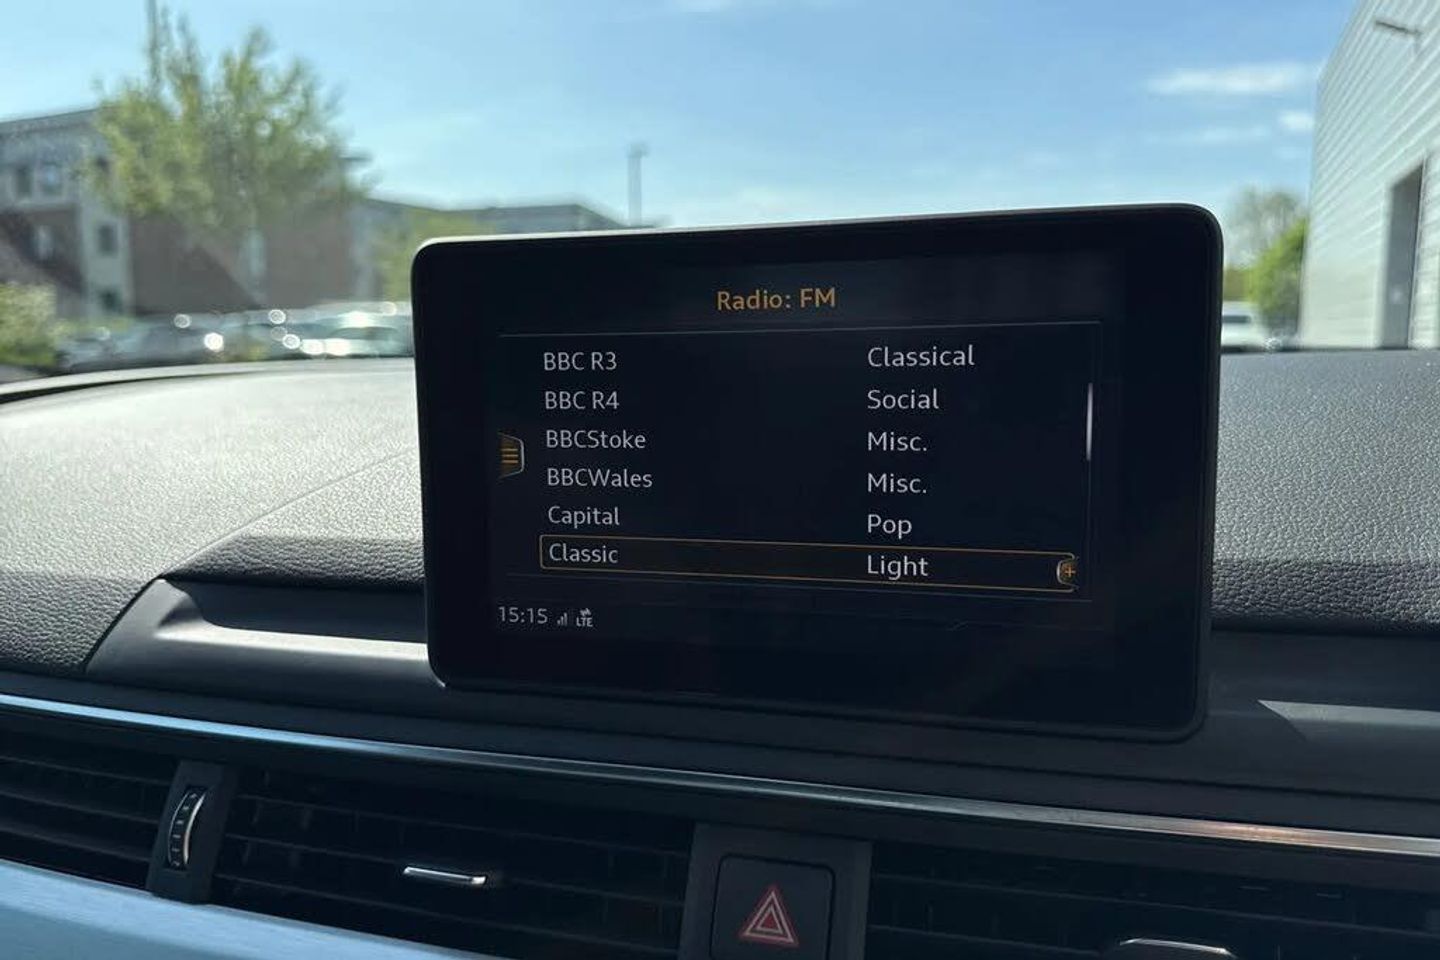 Radio: FM
BBC R3 Classical
BBC R4 Social
BBCStoke Misc.
BBCWales Misc.
Capital Pop
Classic Light
15:15 LTE